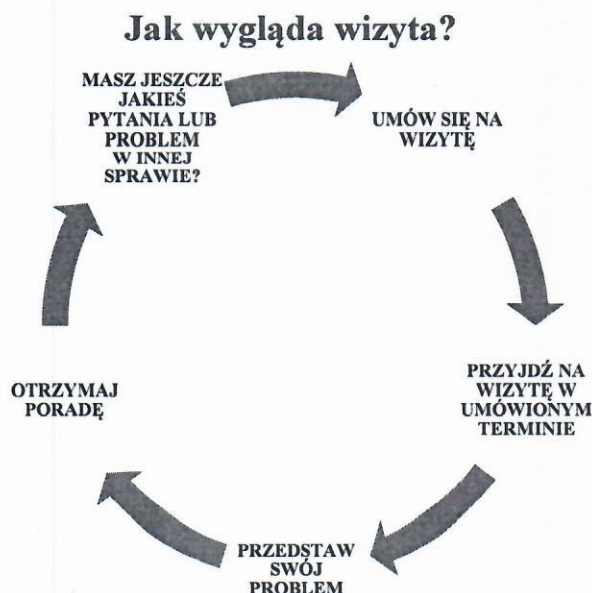 Jak wygląda wizyta?
MASZ JESZCZE
JAKIEŚ
PYTANIA LUB
PROBLEM
W INNEJ
SPRAWIE?
UMÓW SIĘ NA
WIZYTĘ
PRZYJDŹ NA
WIZYTĘ W
UMÓWIONYM
TERMINIE
PRZEDSTAW
SWÓJ
PROBLEM
OTRZYMAJ
PORADĘ